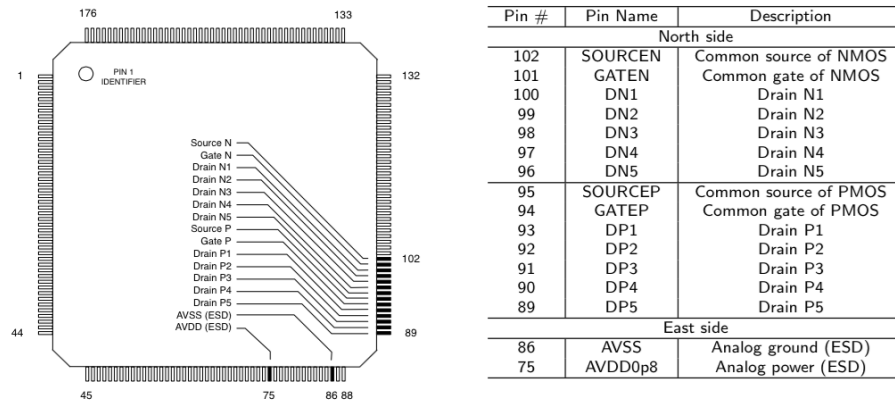 176
133
1
PIN 1
IDENTIFIER
132
Source N
Gate N
Drain N1
Drain N2
Drain N3
Drain N4
Drain N5
Source P
Gate P
Drain P1
Drain P2
Drain P3
Drain P4
Drain P5
AVSS (ESD)
AVDD (ESD)
102
89
44
45
75
86 88
Pin # Pin Name Description
North side
102 SOURCEN Common source of NMOS
101 GATEN Common gate of NMOS
100 DN1 Drain N1
99 DN2 Drain N2
98 DN3 Drain N3
97 DN4 Drain N4
96 DN5 Drain N5
95 SOURCEP Common source of PMOS
94 GATEP Common gate of PMOS
93 DP1 Drain P1
92 DP2 Drain P2
91 DP3 Drain P3
90 DP4 Drain P4
89 DP5 Drain P5
East side
86 AVSS Analog ground (ESD)
75 AVDD0p8 Analog power (ESD)